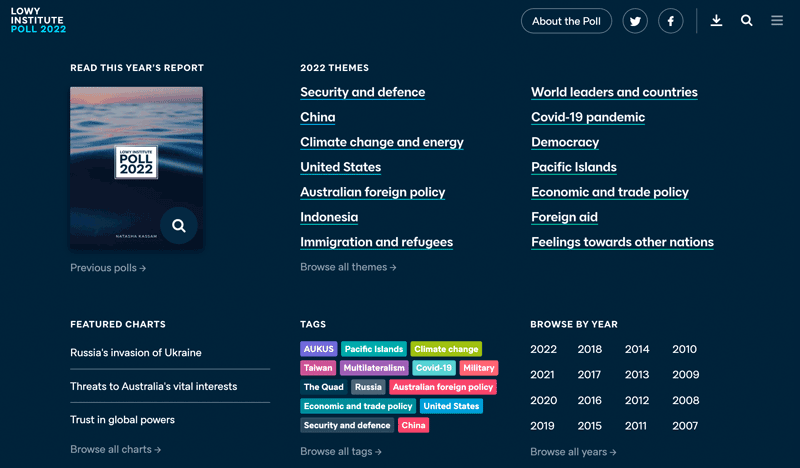 LOWY
INSTITUTE
POLL 2022
About the Poll
READ THIS YEAR'S REPORT
LOWY INSTITUTE
POLL
2022
NATASHA KASSAM
Previous polls →
2022 THEMES
Security and defence
China
Climate change and energy
United States
Australian foreign policy
Indonesia
Immigration and refugees
Browse all themes →
World leaders and countries
Covid-19 pandemic
Democracy
Pacific Islands
Economic and trade policy
Foreign aid
Feelings towards other nations
FEATURED CHARTS
Russia's invasion of Ukraine
Threats to Australia's vital interests
Trust in global powers
Browse all charts →
TAGS
AUKUS Pacific Islands Climate change
Taiwan Multilateralism Covid-19 Military
The Quad Russia Australian foreign policy
Economic and trade policy United States
Security and defence China
Browse all tags →
BROWSE BY YEAR
2022 2018 2014 2010
2021 2017 2013 2009
2020 2016 2012 2008
2019 2015 2011 2007
Browse all years →